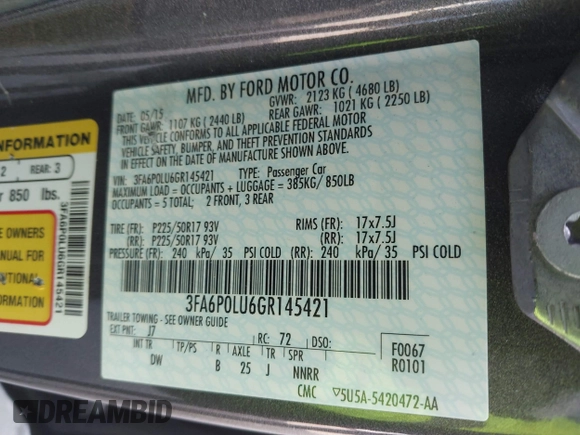 MFD. BY FORD MOTOR CO.
DATE: 05/15 GVWR: 2123 KG ( 4680 LB)
FRONT GAWR: 1107 KG ( 2440 LB) REAR GAWR: 1021 KG ( 2250 LB)
THIS VEHICLE CONFORMS TO ALL APPLICABLE FEDERAL MOTOR
VEHICLE SAFETY, BUMPER, AND THEFT PREVENTION STANDARDS
IN EFFECT ON THE DATE OF MANUFACTURE SHOWN ABOVE.
VIN: 3FA6P0LU6GR145421 TYPE: Passenger Car
MAXIMUM LOAD = OCCUPANTS + LUGGAGE = 385KG/ 850LB
OCCUPANTS = 5 TOTAL; 2 FRONT, 3 REAR
TIRE (FR): P225/50R17 93V RIMS (FR): 17x7.5J
(RR): P225/50R17 93V (RR): 17x7.5J
PRESSURE (FR): 240 kPa/ 35 PSI COLD (RR): 240 kPa/ 35 PSI COLD
3FA6P0LU6GR145421
TRAILER TOWING - SEE OWNER GUIDE
EXT PNT: J7 RC: 72 DSO: F0067
INT TR TP/PS R AXLE TR SPR R0101
DW B 25 J NNRR
CMC ▽5U5A-5420472-AA
INFORMATION
2 REAR: 3
r 850 lbs.
E OWNERS
ANUAL FOR
ADDITIONAL
ORMATION
3FA6P0LU6GR145421
DREAMBID